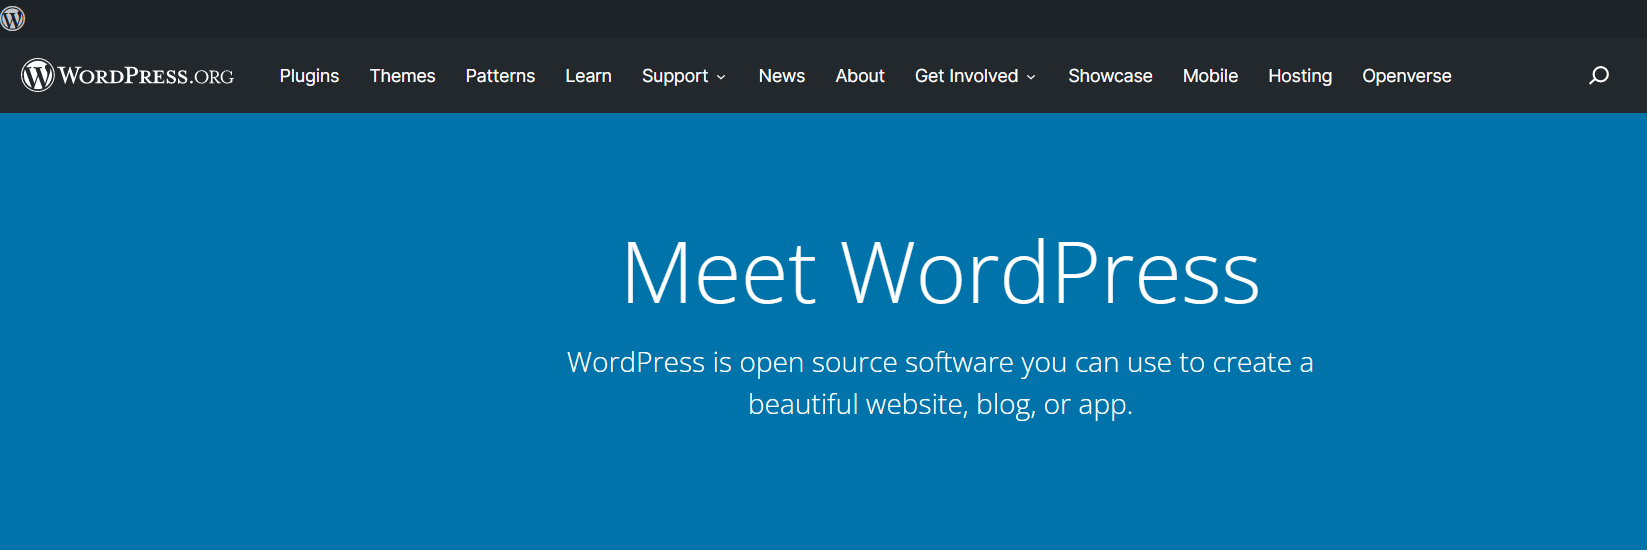 WORDPRESS.ORG Plugins Themes Patterns Learn Support News About Get Involved Showcase Mobile Hosting Openverse
Meet WordPress
WordPress is open source software you can use to create a
beautiful website, blog, or app.